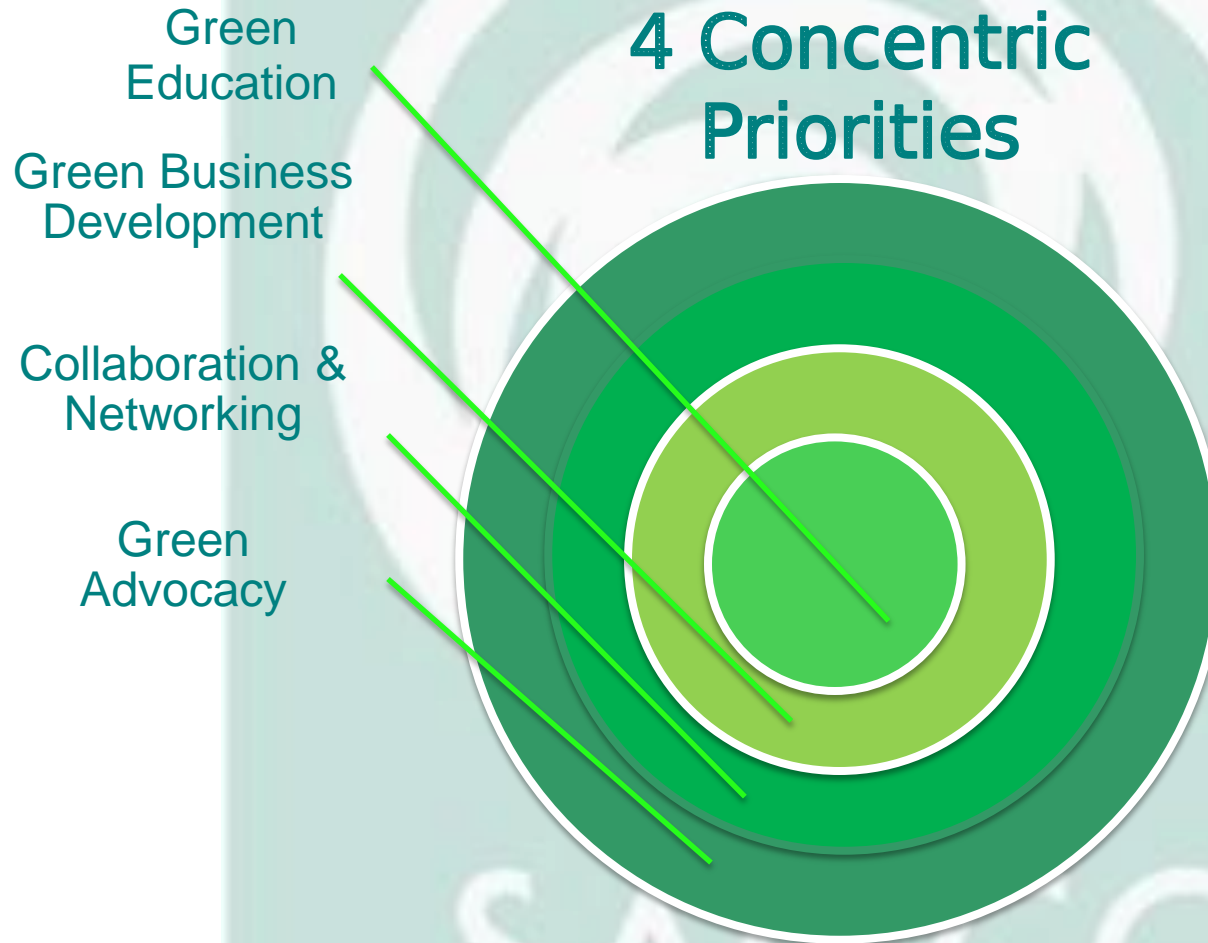 4 Concentric
Priorities
Green
Education
Green Business
Development
Collaboration &
Networking
Green
Advocacy